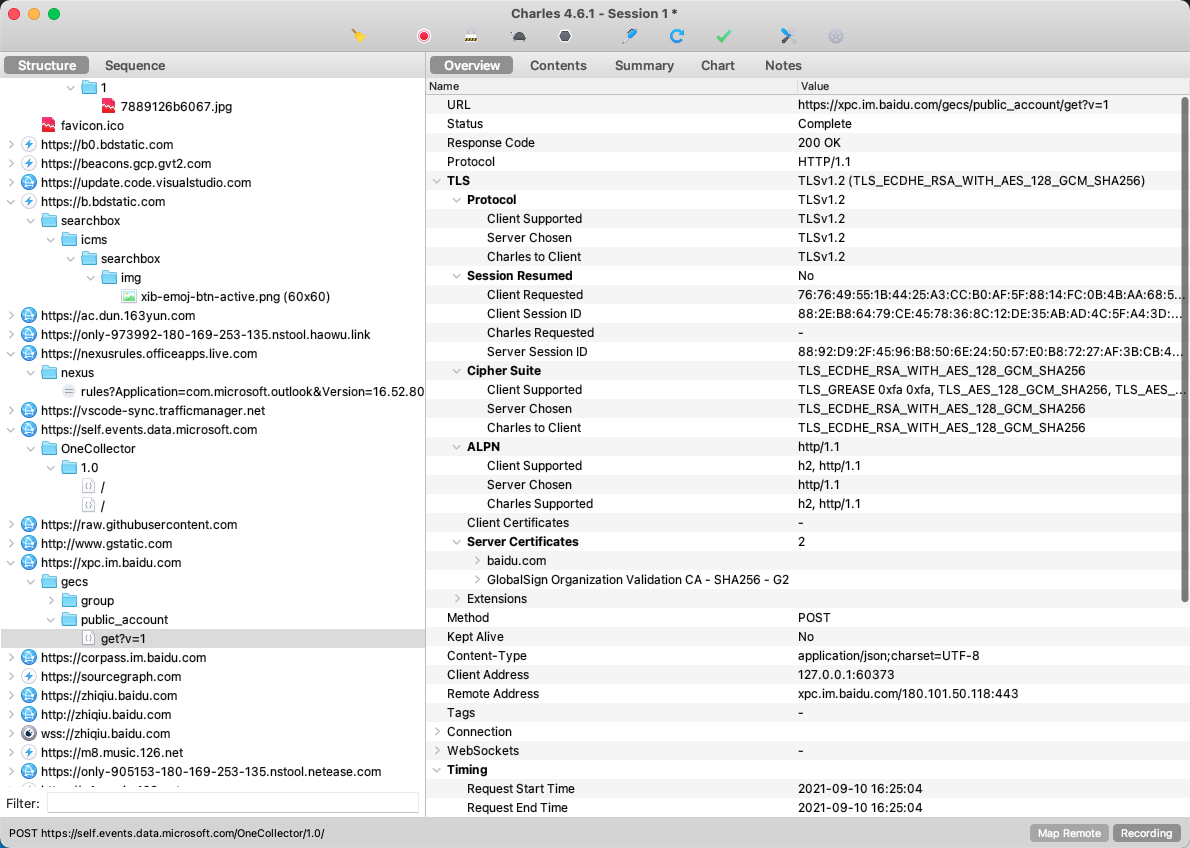 Charles 4.6.1 - Session 1 *
Structure
Sequence
1
7889126b6067.jpg
favicon.ico
https://b0.bdstatic.com
https://beacons.gcp.gvt2.com
https://update.code.visualstudio.com
https://b.bdstatic.com
searchbox
icms
searchbox
img
xib-emoj-btn-active.png (60x60)
https://ac.dun.163yun.com
https://only-973992-180-169-253-135.nstool.haowu.link
https://nexusrules.officeapps.live.com
nexus
rules?Application=com.microsoft.outlook&Version=16.52.80
https://vscode-sync.trafficmanager.net
https://self.events.data.microsoft.com
OneCollector
1.0
/
/
https://raw.githubusercontent.com
http://www.gstatic.com
https://xpc.im.baidu.com
gecs
group
public_account
get?v=1
https://corpass.im.baidu.com
https://sourcegraph.com
https://zhiqiu.baidu.com
http://zhiqiu.baidu.com
wss://zhiqiu.baidu.com
https://m8.music.126.net
https://only-905153-180-169-253-135.nstool.netease.com
Filter:
Overview
Contents
Summary
Chart
Notes
Name Value
URL https://xpc.im.baidu.com/gecs/public_account/get?v=1
Status Complete
Response Code 200 OK
Protocol HTTP/1.1
TLS TLSv1.2 (TLS_ECDHE_RSA_WITH_AES_128_GCM_SHA256)
Protocol TLSv1.2
Client Supported TLSv1.2
Server Chosen TLSv1.2
Charles to Client TLSv1.2
Session Resumed No
Client Requested 76:76:49:55:1B:44:25:A3:CC:B0:AF:5F:88:14:FC:0B:4B:AA:68:5...
Client Session ID 88:2E:B8:64:79:CE:45:78:36:8C:12:DE:35:AB:AD:4C:5F:A4:3D:...
Charles Requested -
Server Session ID 88:92:D9:2F:45:96:B8:50:6E:24:50:57:E0:B8:72:27:AF:3B:CB:4...
Cipher Suite TLS_ECDHE_RSA_WITH_AES_128_GCM_SHA256
Client Supported TLS_GREASE 0xfa 0xfa, TLS_AES_128_GCM_SHA256, TLS_AES_...
Server Chosen TLS_ECDHE_RSA_WITH_AES_128_GCM_SHA256
Charles to Client TLS_ECDHE_RSA_WITH_AES_128_GCM_SHA256
ALPN http/1.1
Client Supported h2, http/1.1
Server Chosen http/1.1
Charles Supported h2, http/1.1
Client Certificates -
Server Certificates 2
baidu.com
GlobalSign Organization Validation CA - SHA256 - G2
Extensions
Method POST
Kept Alive No
Content-Type application/json;charset=UTF-8
Client Address 127.0.0.1:60373
Remote Address xpc.im.baidu.com/180.101.50.118:443
Tags -
Connection
WebSockets -
Timing
Request Start Time 2021-09-10 16:25:04
Request End Time 2021-09-10 16:25:04
POST https://self.events.data.microsoft.com/OneCollector/1.0/
Map Remote
Recording